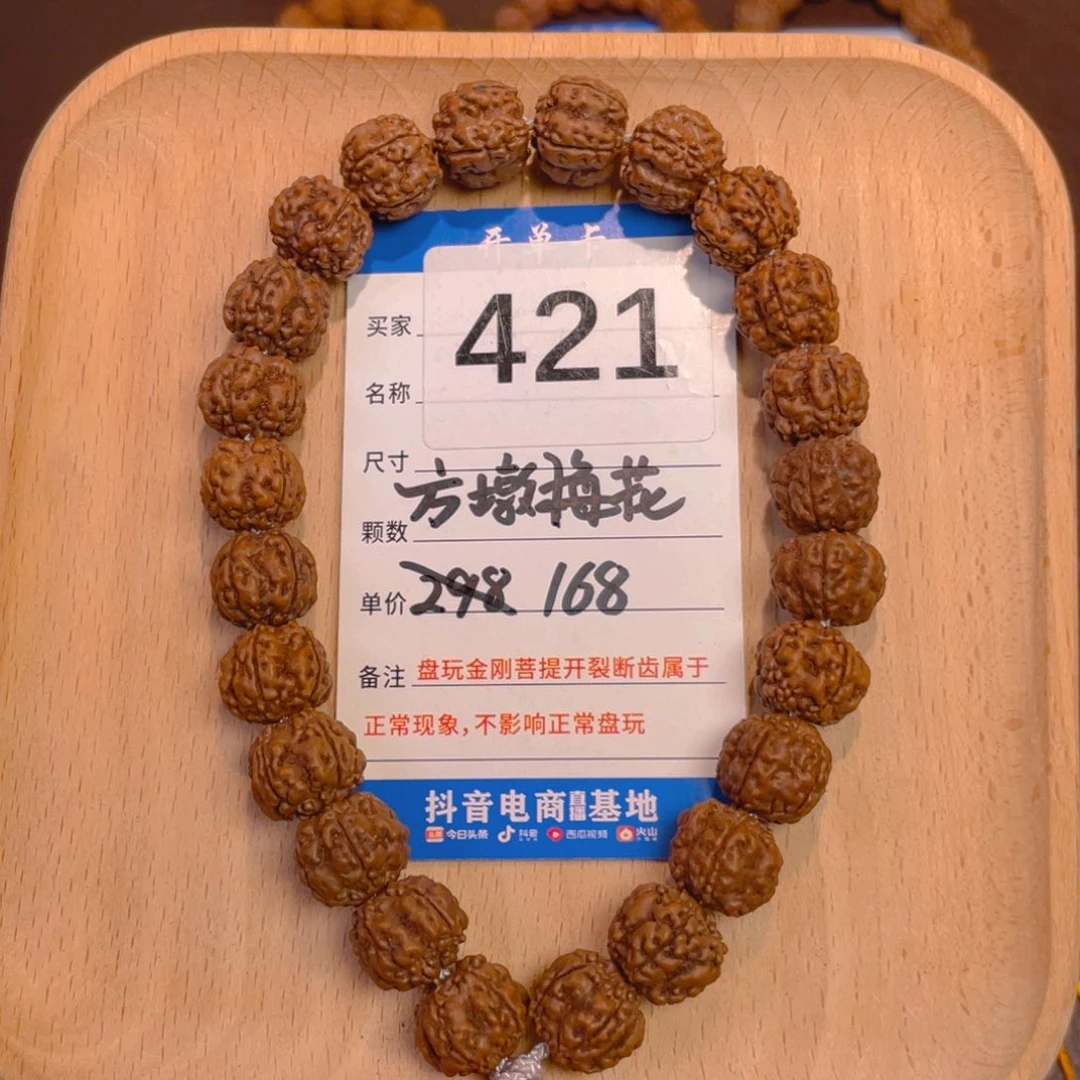 开单卡
421
买家
名称
尺寸
方墩梅花
颗数
单价 298 168
备注 盘玩金刚菩提开裂断齿属于
正常现象,不影响正常盘玩
抖音电商直播基地
今日头条 抖音 西瓜视频 火山